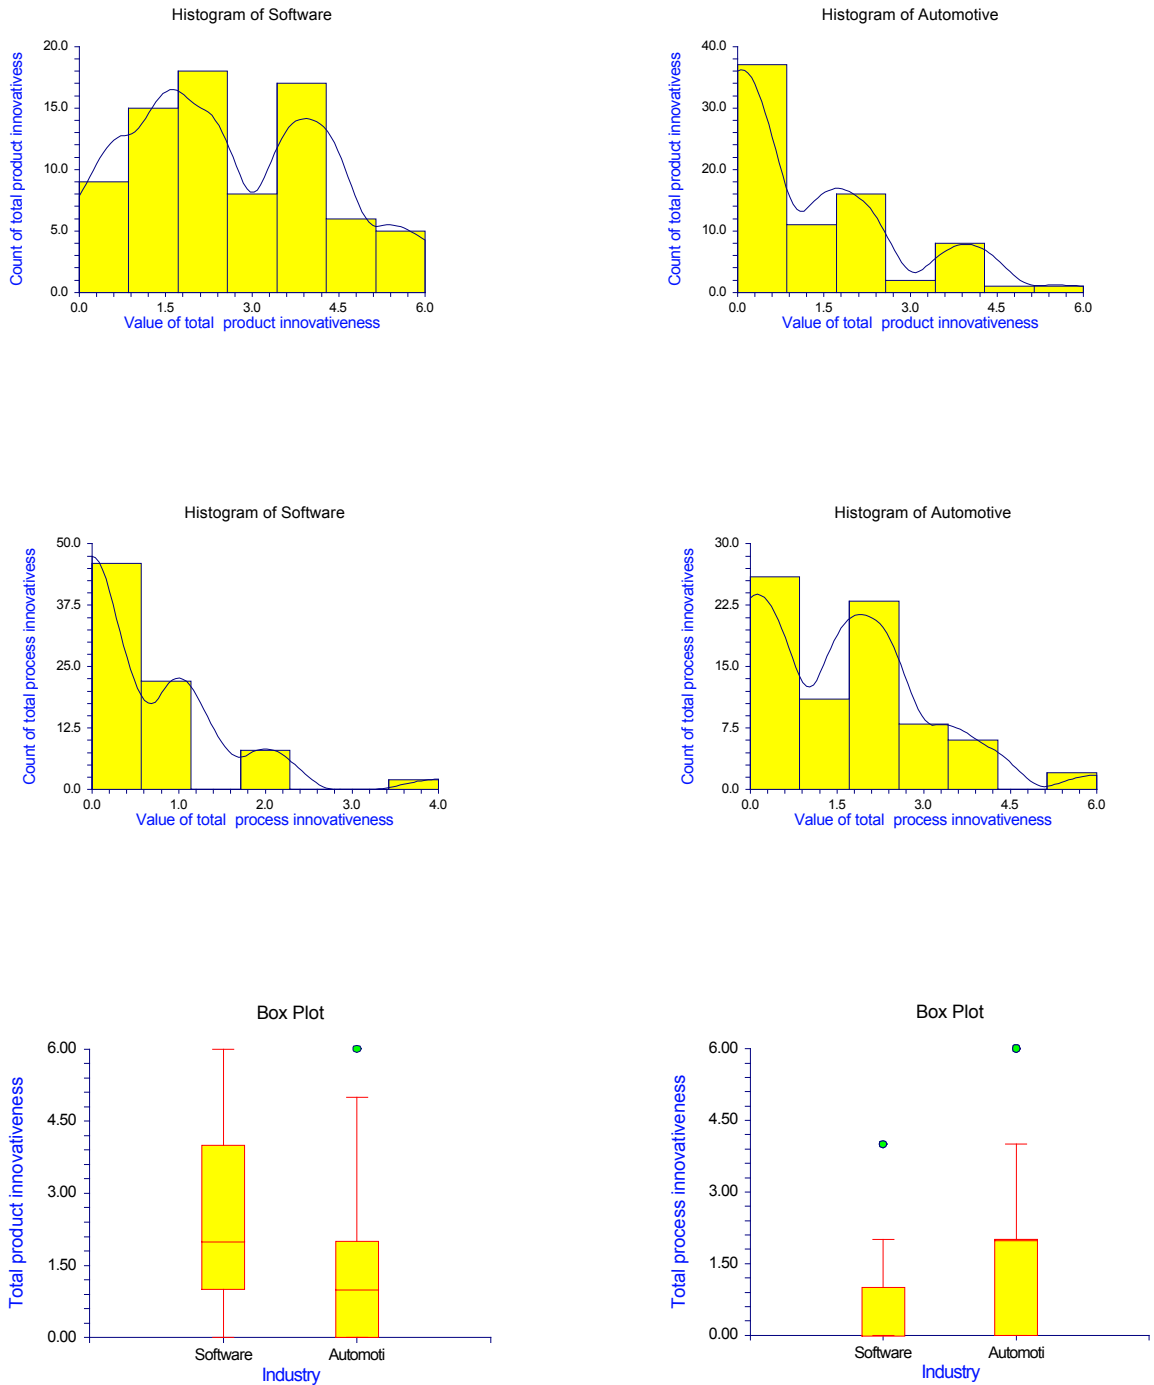 Histogram of Software
20.0
15.0
10.0
5.0
0.0
0.0 1.5 3.0 4.5 6.0
Count of total product innovativeness
Value of total product innovativeness
Histogram of Automotive
40.0
30.0
20.0
10.0
0.0
0.0 1.5 3.0 4.5 6.0
Count of total product innovativeness
Value of total product innovativeness
Histogram of Software
50.0
37.5
25.0
12.5
0.0
0.0 1.0 2.0 3.0 4.0
Count of total process innovativeness
Value of total process innovativeness
Histogram of Automotive
30.0
22.5
15.0
7.5
0.0
0.0 1.5 3.0 4.5 6.0
Count of total process innovativeness
Value of total process innovativeness
Box Plot
6.00
4.50
3.00
1.50
0.00
Total product innovativeness
Software Automoti
Industry
Box Plot
6.00
4.50
3.00
1.50
0.00
Total process innovativeness
Software Automoti
Industry